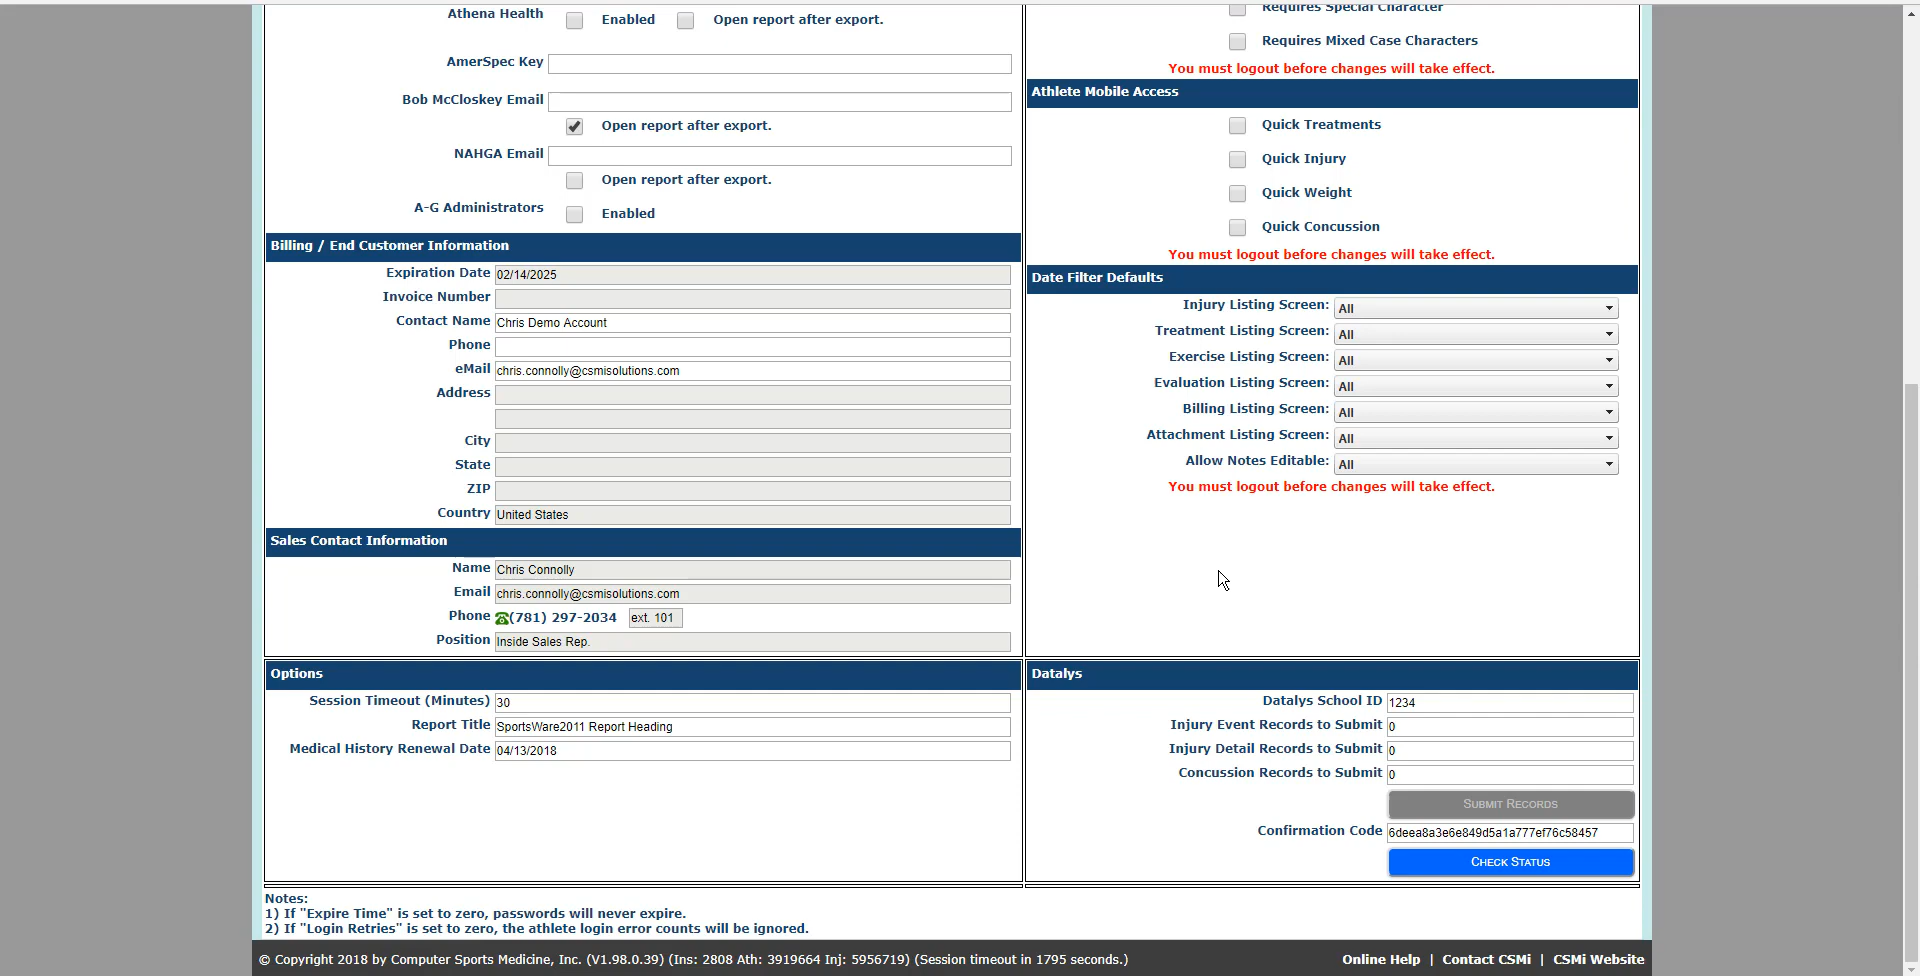 Athena Health Enabled Open report after export.
AmerSpec Key
Bob McCloskey Email
Open report after export.
NAHGA Email
Open report after export.
A-G Administrators Enabled
Billing / End Customer Information
Expiration Date 02/14/2025
Invoice Number
Contact Name Chris Demo Account
Phone
eMail chris.connolly@csmisolutions.com
Address
City
State
ZIP
Country United States
Sales Contact Information
Name Chris Connolly
Email chris.connolly@csmisolutions.com
Phone (781) 297-2034 ext. 101
Position Inside Sales Rep.
Requires Special Character
Requires Mixed Case Characters
You must logout before changes will take effect.
Athlete Mobile Access
Quick Treatments
Quick Injury
Quick Weight
Quick Concussion
You must logout before changes will take effect.
Date Filter Defaults
Injury Listing Screen: All
Treatment Listing Screen: All
Exercise Listing Screen: All
Evaluation Listing Screen: All
Billing Listing Screen: All
Attachment Listing Screen: All
Allow Notes Editable: All
You must logout before changes will take effect.
Options
Session Timeout (Minutes) 30
Report Title SportsWare2011 Report Heading
Medical History Renewal Date 04/13/2018
Datalys
Datalys School ID 1234
Injury Event Records to Submit 0
Injury Detail Records to Submit 0
Concussion Records to Submit 0
Submit Records
Confirmation Code 6deea8a3e6e849d5a1a777ef76c58457
Check Status
Notes:
1) If "Expire Time" is set to zero, passwords will never expire.
2) If "Login Retries" is set to zero, the athlete login error counts will be ignored.
© Copyright 2018 by Computer Sports Medicine, Inc. (V1.98.0.39) (Ins: 2808 Ath: 3919664 Inj: 5956719) (Session timeout in 1795 seconds.) Online Help | Contact CSMi | CSMi Website